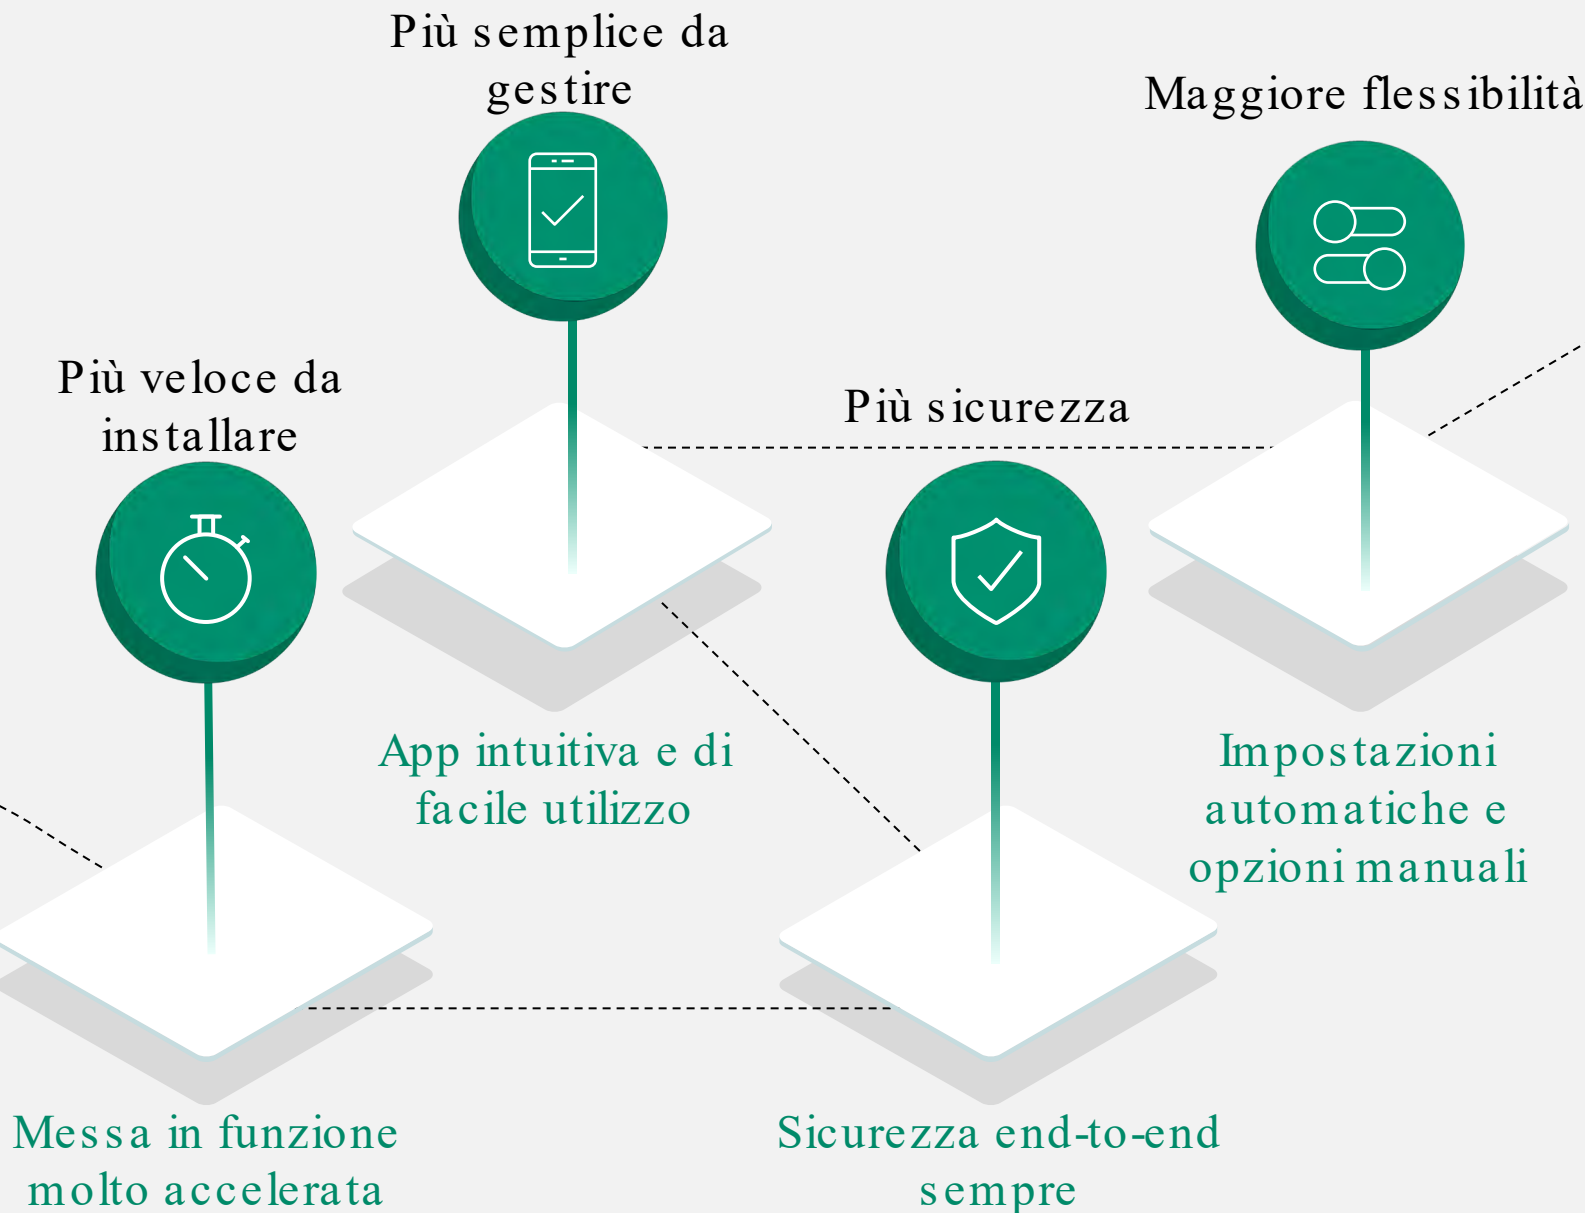 Più semplice da
gestire
Maggiore flessibilità
Più veloce da
installare
Più sicurezza
App intuitiva e di
facile utilizzo
Impostazioni
automatiche e
opzioni manuali
Messa in funzione
molto accelerata
Sicurezza end-to-end
sempre